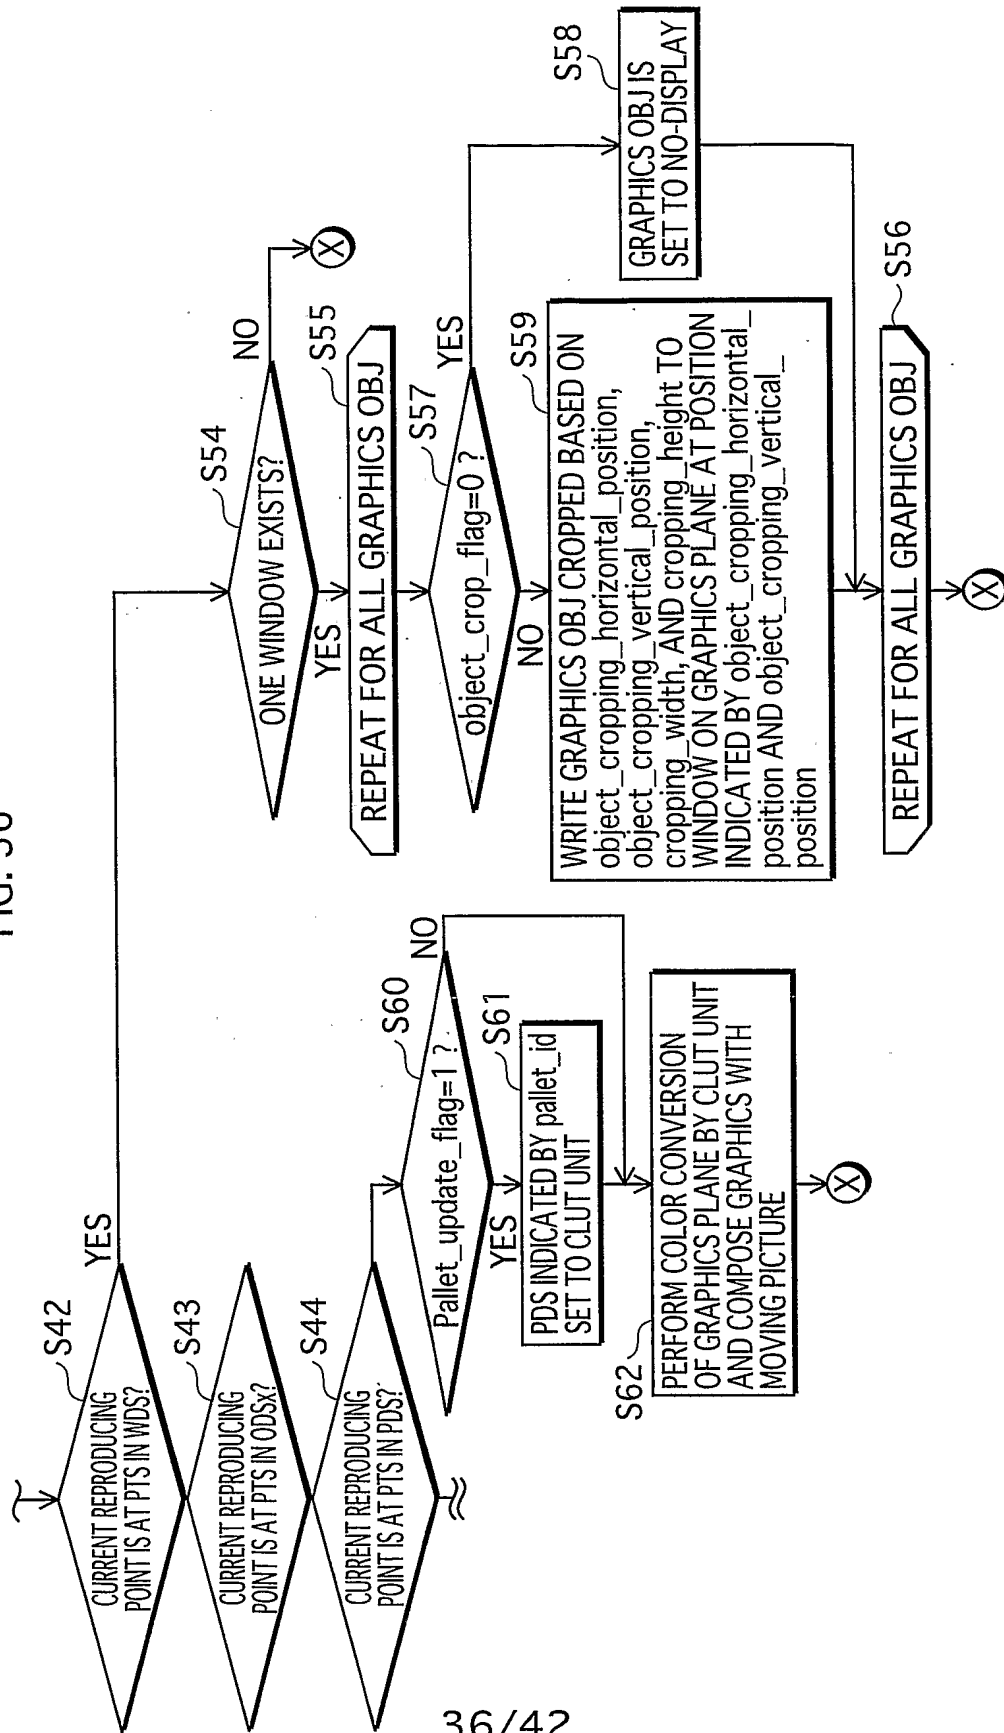 FIG. 36
CURRENT REPRODUCING
POINT IS AT PTS IN WDS?
S42
YES
CURRENT REPRODUCING
POINT IS AT PTS IN ODSx?
S43
CURRENT REPRODUCING
POINT IS AT PTS IN PDS?
S44
Pallet_update_flag=1 ?
S60
NO
YES
PDS INDICATED BY pallet_id
SET TO CLUT UNIT
S61
S62
PERFORM COLOR CONVERSION
OF GRAPHICS PLANE BY CLUT UNIT
AND COMPOSE GRAPHICS WITH
MOVING PICTURE
X
ONE WINDOW EXISTS?
S54
NO
X
YES
REPEAT FOR ALL GRAPHICS OBJ
S55
object_crop_flag=0 ?
S57
YES
NO
WRITE GRAPHICS OBJ CROPPED BASED ON
object_cropping_horizontal_position,
object_cropping_vertical_position,
cropping_width, AND cropping_height TO
WINDOW ON GRAPHICS PLANE AT POSITION
INDICATED BY object_cropping_horizontal_
position AND object_cropping_vertical_
position
S59
GRAPHICS OBJ IS
SET TO NO-DISPLAY
S58
REPEAT FOR ALL GRAPHICS OBJ
S56
X
36/42